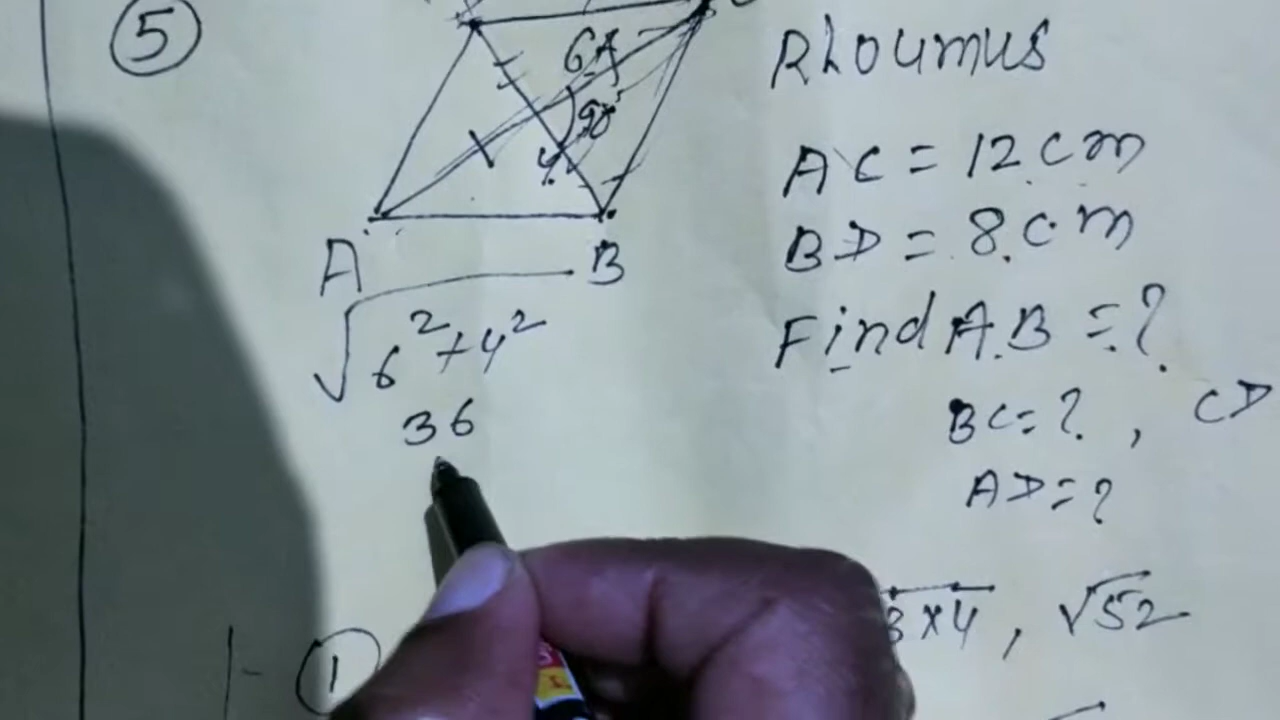 5
6A
90°
4
A
B
√6²+4²
36
Rhoumus
AC = 12 cm
BD = 8 cm
Find AB = ?
BC = ? , CD
AD = ?
3×4 , √52
1